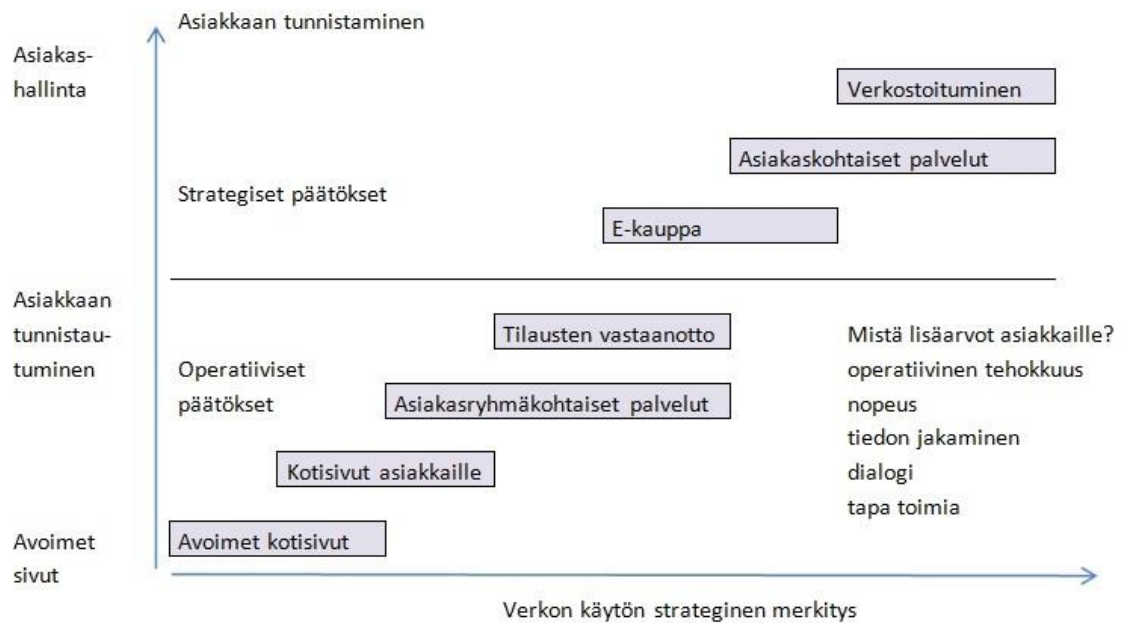 Asiakkaan tunnistaminen
Asiakas-
hallinta
Verkostoituminen
Asiakaskohtaiset palvelut
Strategiset päätökset
E-kauppa
Asiakkaan
tunnistau-
tuminen
Tilausten vastaanotto
Operatiiviset
päätökset
Asiakasryhmäkohtaiset palvelut
Kotisivut asiakkaille
Mistä lisäarvot asiakkaille?
operatiivinen tehokkuus
nopeus
tiedon jakaminen
dialogi
tapa toimia
Avoimet
sivut
Avoimet kotisivut
Verkon käytön strateginen merkitys